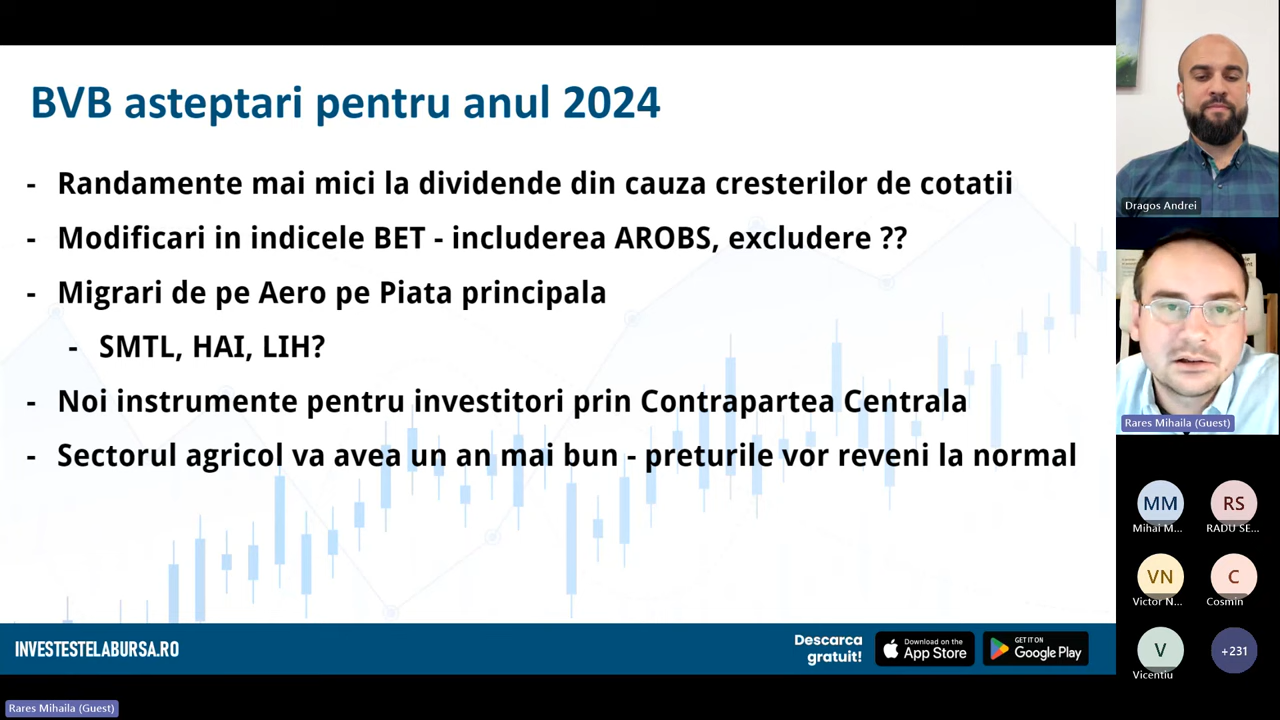 BVB asteptari pentru anul 2024
- Randamente mai mici la dividende din cauza cresterilor de cotatii
- Modificari in indicele BET - includerea AROBS, excludere ??
- Migrari de pe Aero pe Piata principala
- SMTL, HAI, LIH?
- Noi instrumente pentru investitori prin Contrapartea Centrala
- Sectorul agricol va avea un an mai bun - preturile vor reveni la normal
INVESTESTELABURSA.RO
Descarca
gratuit!
Download on the
App Store
GET IT ON
Google Play
Rares Mihaila (Guest)
Dragos Andrei
Rares Mihaila (Guest)
MM
Mihai M...
RS
RADU SE...
VN
Victor N...
C
Cosmin
V
Vicentiu
+231